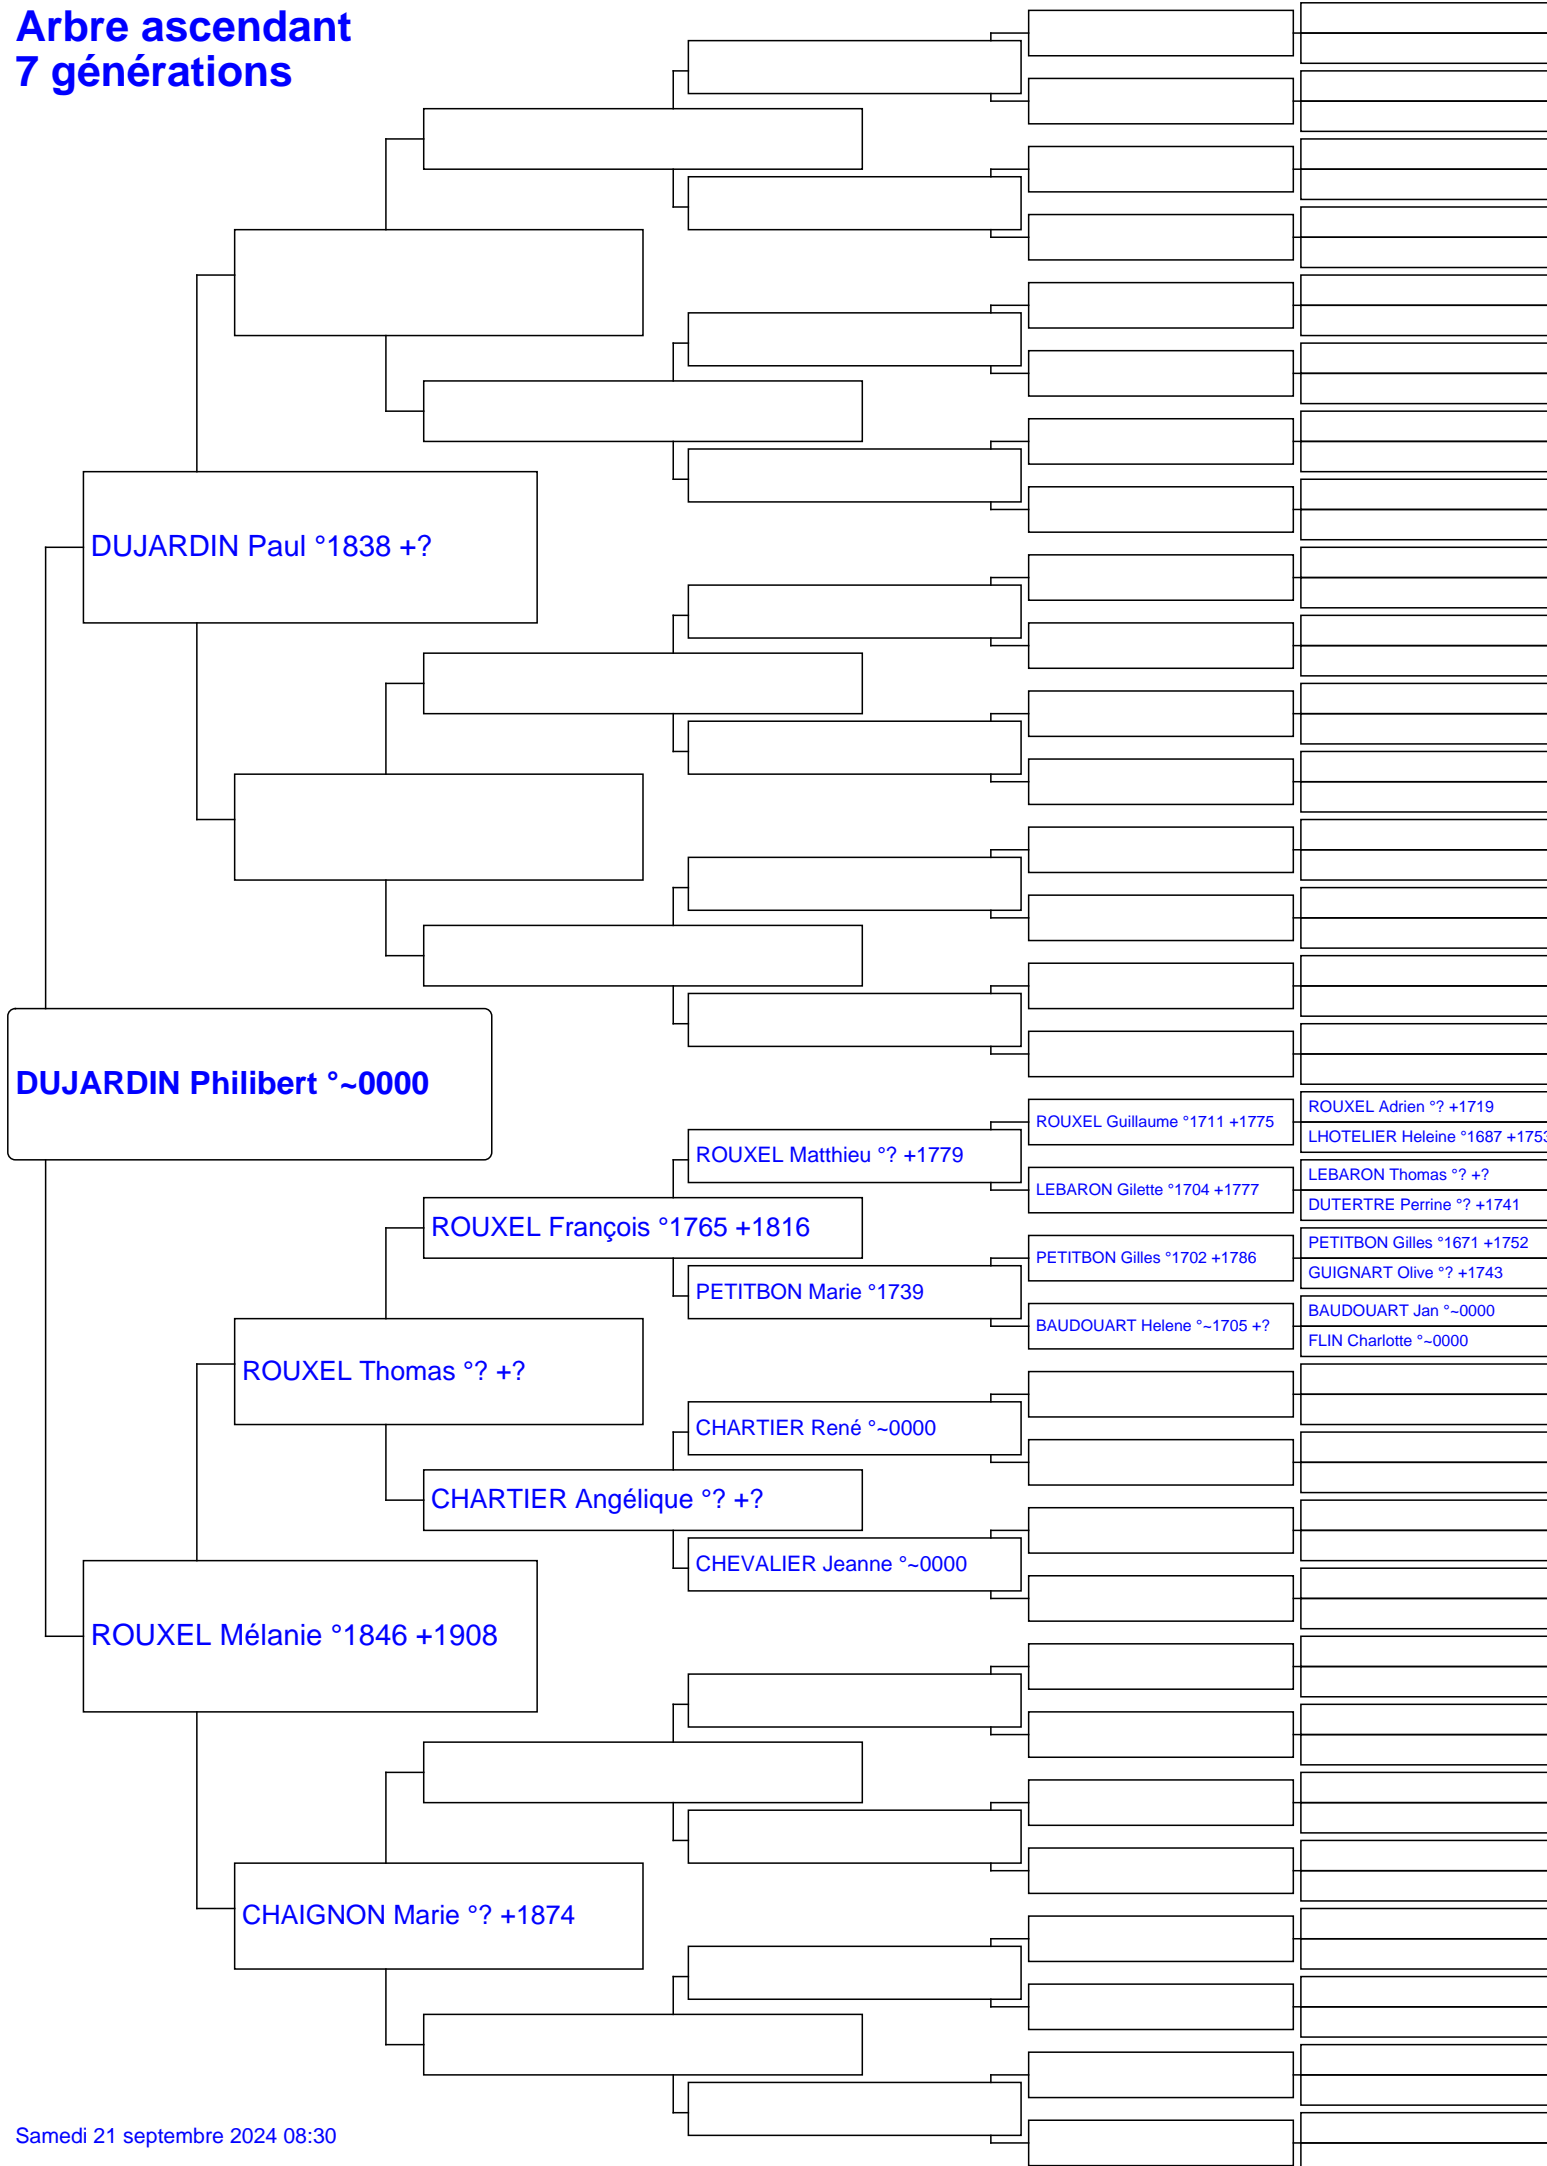 Arbre ascendant
7 générations
DUJARDIN Paul °1838 +?
DUJARDIN Philibert °~0000
ROUXEL Guillaume °1711 +1775
ROUXEL Adrien °? +1719
LHOTELIER Heleine °1687 +1753
ROUXEL Matthieu °? +1779
LEBARON Gilette °1704 +1777
LEBARON Thomas °? +?
DUTERTRE Perrine °? +1741
ROUXEL François °1765 +1816
PETITBON Gilles °1702 +1786
PETITBON Gilles °1671 +1752
GUIGNART Olive °? +1743
PETITBON Marie °1739
BAUDOUART Helene °~1705 +?
BAUDOUART Jan °~0000
FLIN Charlotte °~0000
ROUXEL Thomas °? +?
CHARTIER René °~0000
CHARTIER Angélique °? +?
CHEVALIER Jeanne °~0000
ROUXEL Mélanie °1846 +1908
CHAIGNON Marie °? +1874
Samedi 21 septembre 2024 08:30